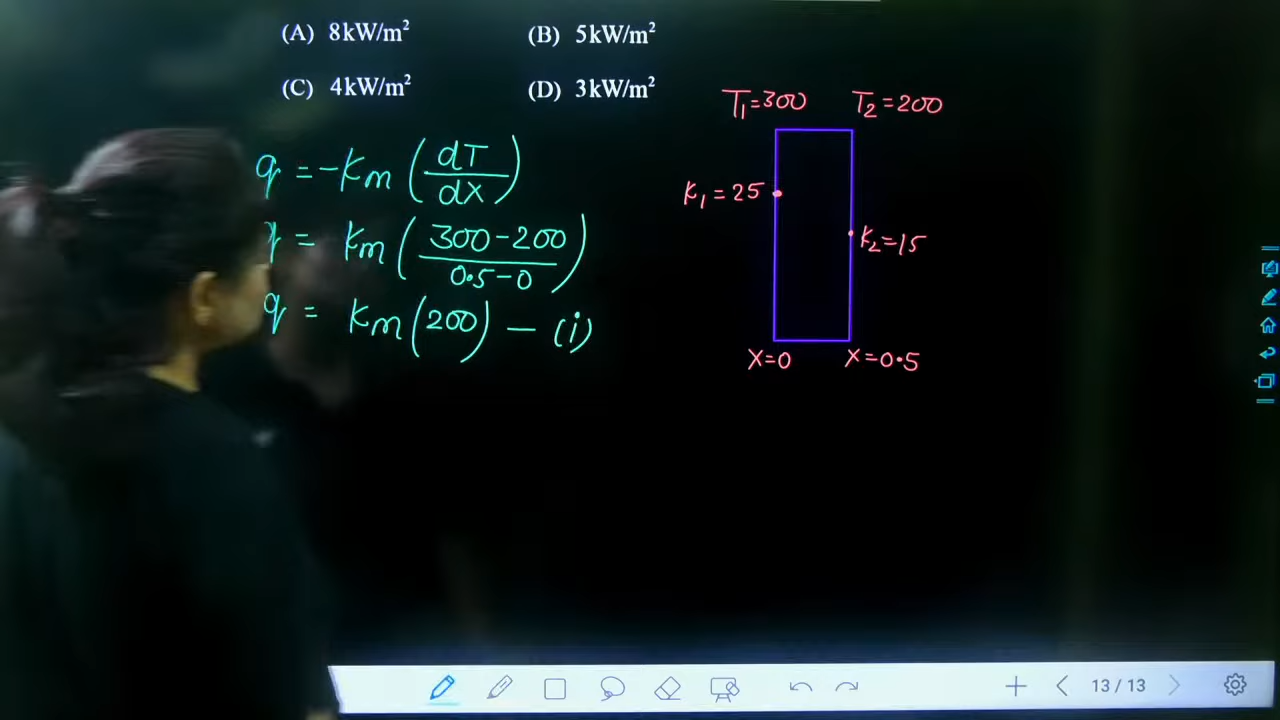 (A) 8kW/m² (B) 5kW/m²
(C) 4kW/m² (D) 3kW/m²
T₁=300 T₂=200
q = -Km (dT/dX)
K₁=25
q = Km (300-200/0.5-0)
K₂=15
q = Km (200) — (i)
X=0 X=0.5
13 / 13